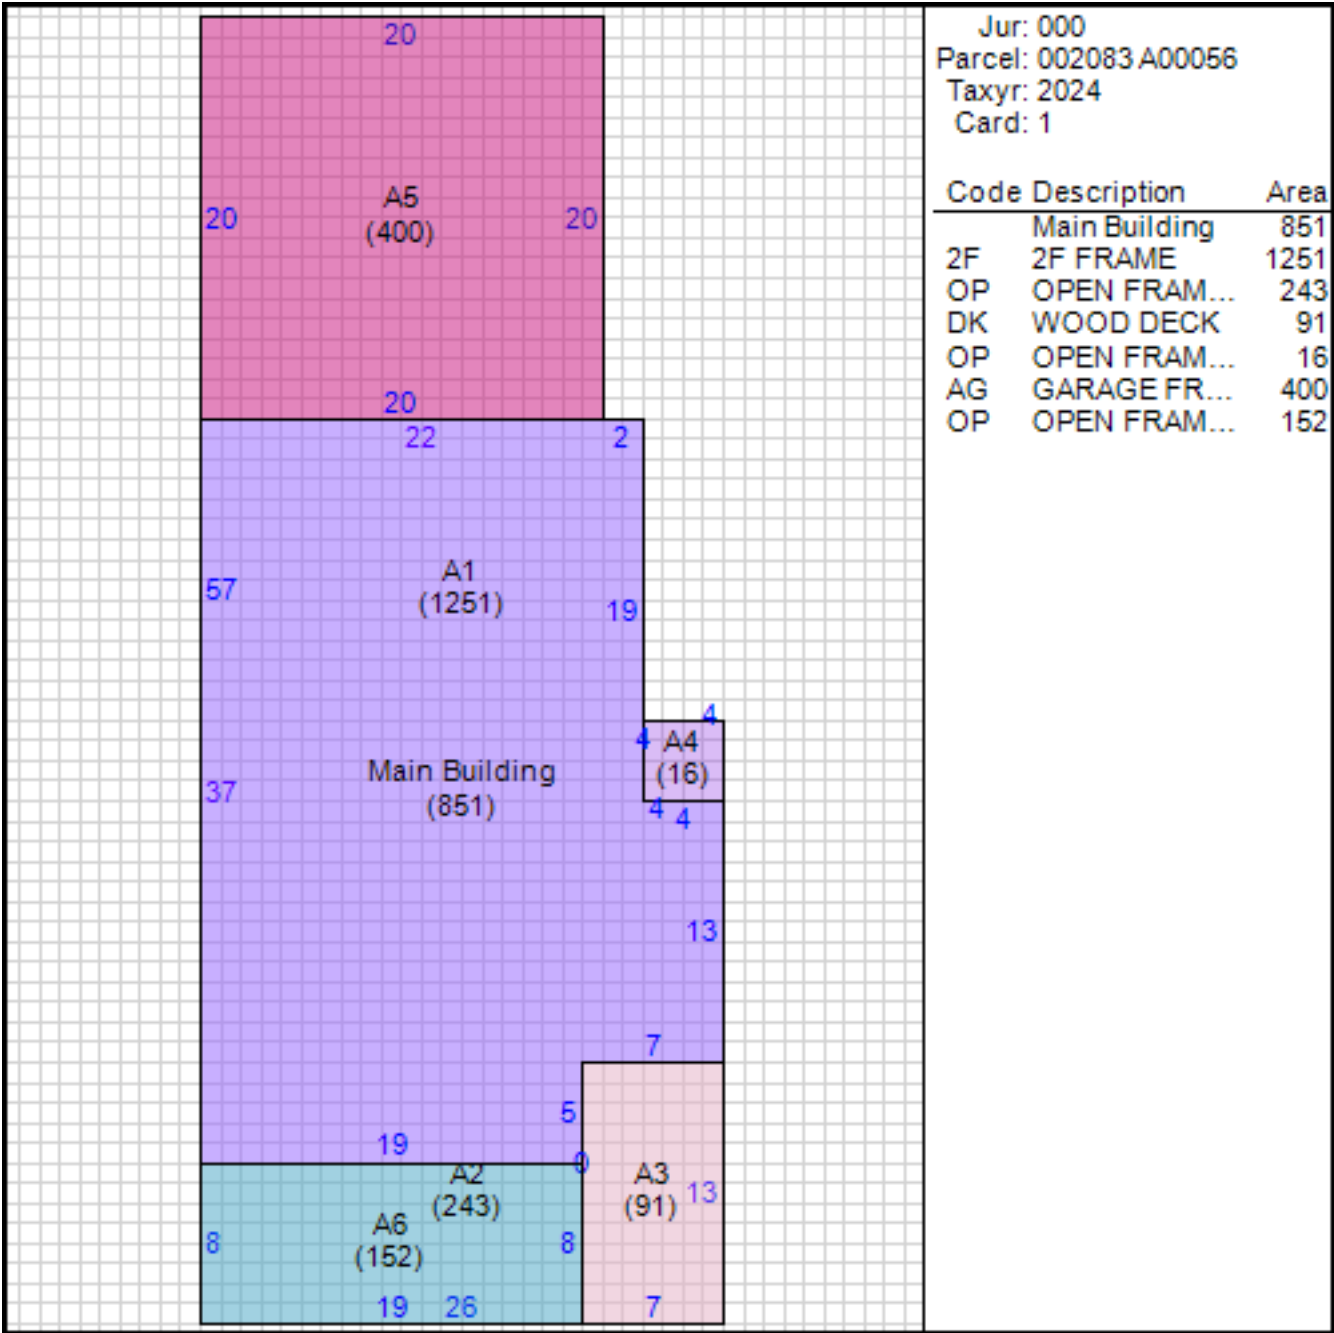 20
A5
(400)
20
20
20
22
2
A1
(1251)
57
19
4
4
A4
(16)
Main Building
(851)
37
4
4
13
7
5
19
0
A2
(243)
A3
(91)
13
A6
(152)
8
8
19
26
7
Jur: 000
Parcel: 002083 A00056
Taxyr: 2024
Card: 1
Code Description Area
Main Building 851
2F 2F FRAME 1251
OP OPEN FRAM... 243
DK WOOD DECK 91
OP OPEN FRAM... 16
AG GARAGE FR... 400
OP OPEN FRAM... 152